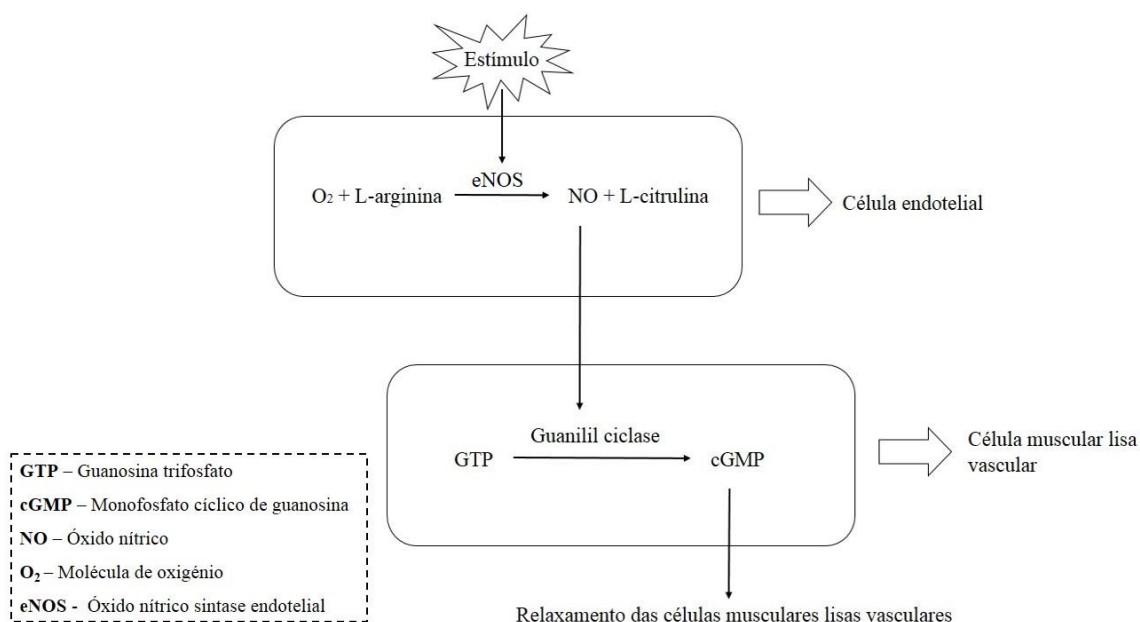 Estímulo
eNOS
O₂ + L-arginina
NO + L-citrulina
Célula endotelial
Guanilil ciclase
GTP
cGMP
Célula muscular lisa
vascular
GTP – Guanosina trifosfato
cGMP – Monofosfato cíclico de guanosina
NO – Óxido nítrico
O₂ – Molécula de oxigénio
eNOS - Óxido nítrico sintase endotelial
Relaxamento das células musculares lisas vasculares